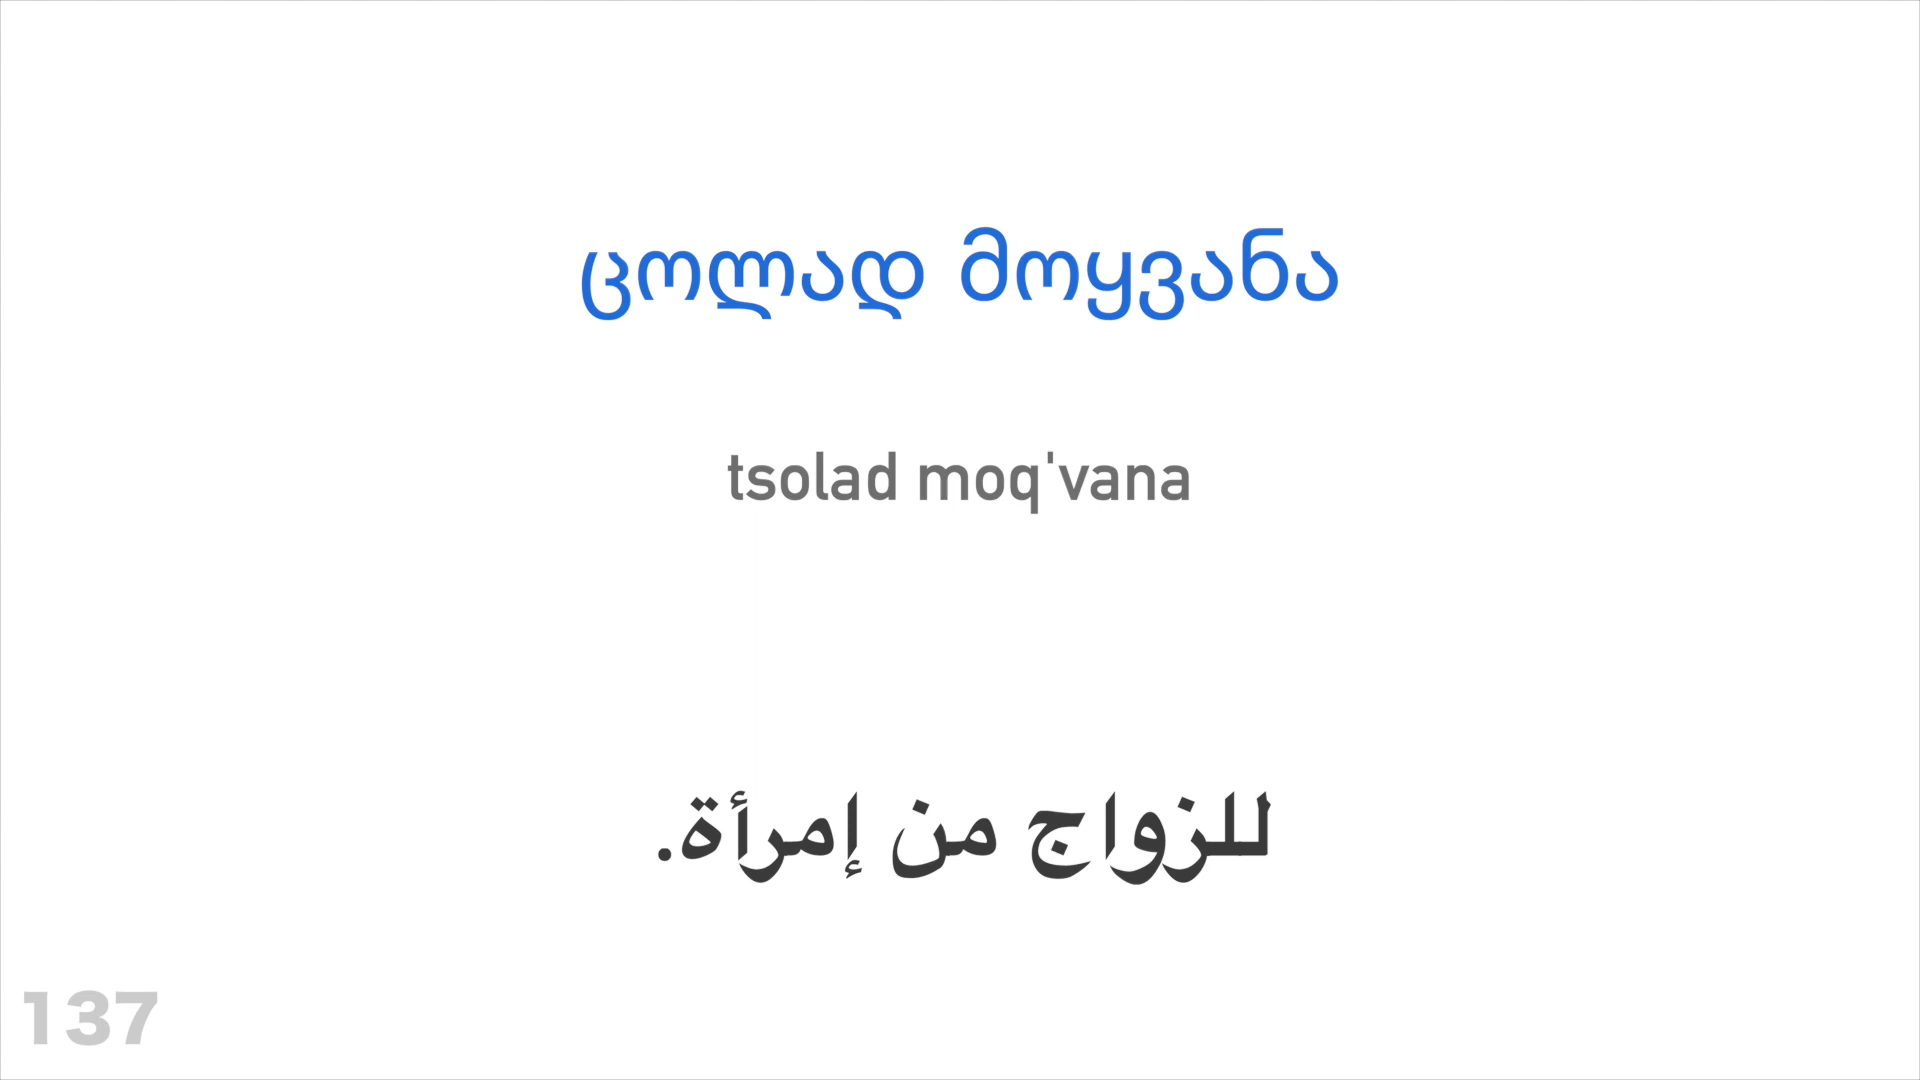 ცოლად მოყვანა
tsolad moq'vana
للزواج من إمرأة.
137